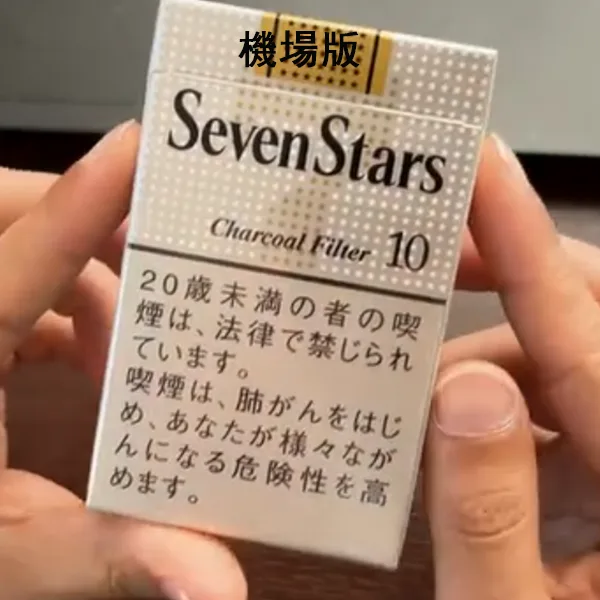 機場版
Seven Stars
Charcoal Filter 10
20歳未満の者の喫
煙は、法律で禁じられ
ています。
喫煙は、肺がんをはじ
め、あなたが様々なが
んになる危険性を高
めます。